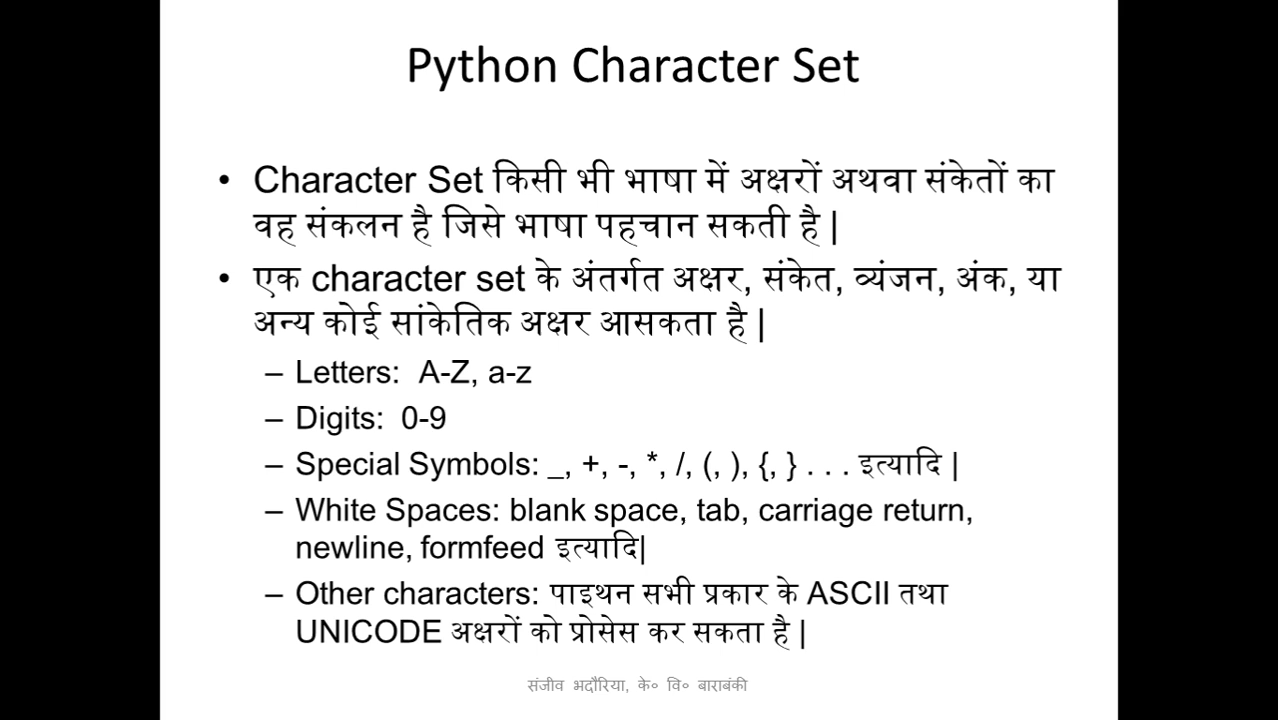 Python Character Set
• Character Set किसी भी भाषा में अक्षरों अथवा संकेतों का
वह संकलन है जिसे भाषा पहचान सकती है |
• एक character set के अंतर्गत अक्षर, संकेत, व्यंजन, अंक, या
अन्य कोई सांकेतिक अक्षर आसकता है |
– Letters: A-Z, a-z
– Digits: 0-9
– Special Symbols: _, +, -, *, /, (, ), {, } . . . इत्यादि |
– White Spaces: blank space, tab, carriage return,
newline, formfeed इत्यादि|
– Other characters: पाइथन सभी प्रकार के ASCII तथा
UNICODE अक्षरों को प्रोसेस कर सकता है |
संजीव भदौरिया, के० वि० बाराबंकी